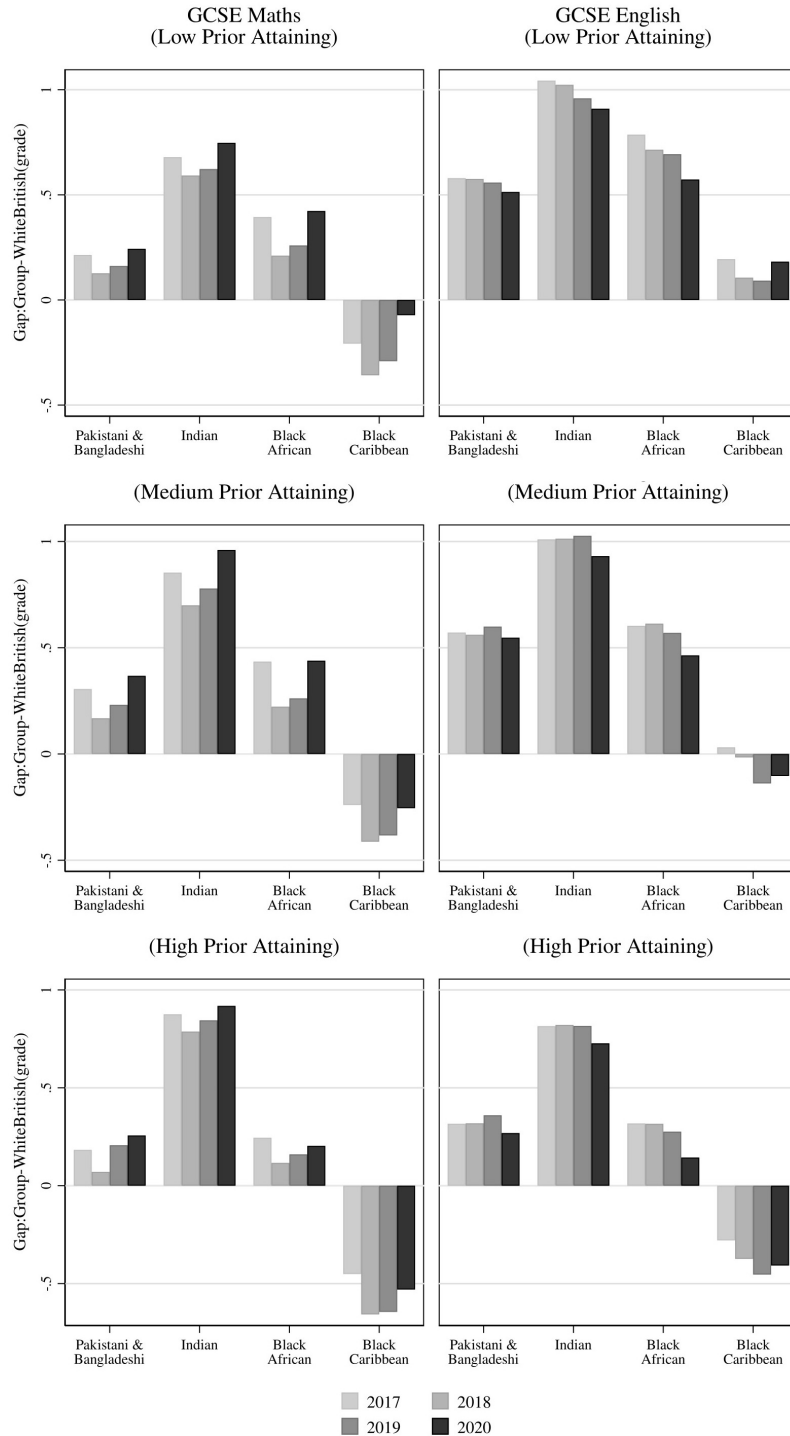 GCSE Maths
(Low Prior Attaining)
GCSE English
(Low Prior Attaining)
Gap:Group-WhiteBritish(grade)
1
.5
0
-.5
Pakistani &
Bangladeshi
Indian
Black
African
Black
Caribbean
Pakistani &
Bangladeshi
Indian
Black
African
Black
Caribbean
(Medium Prior Attaining)
(Medium Prior Attaining)
Gap:Group-WhiteBritish(grade)
1
.5
0
-.5
Pakistani &
Bangladeshi
Indian
Black
African
Black
Caribbean
Pakistani &
Bangladeshi
Indian
Black
African
Black
Caribbean
(High Prior Attaining)
(High Prior Attaining)
Gap:Group-WhiteBritish(grade)
1
.5
0
-.5
Pakistani &
Bangladeshi
Indian
Black
African
Black
Caribbean
Pakistani &
Bangladeshi
Indian
Black
African
Black
Caribbean
2017
2018
2019
2020